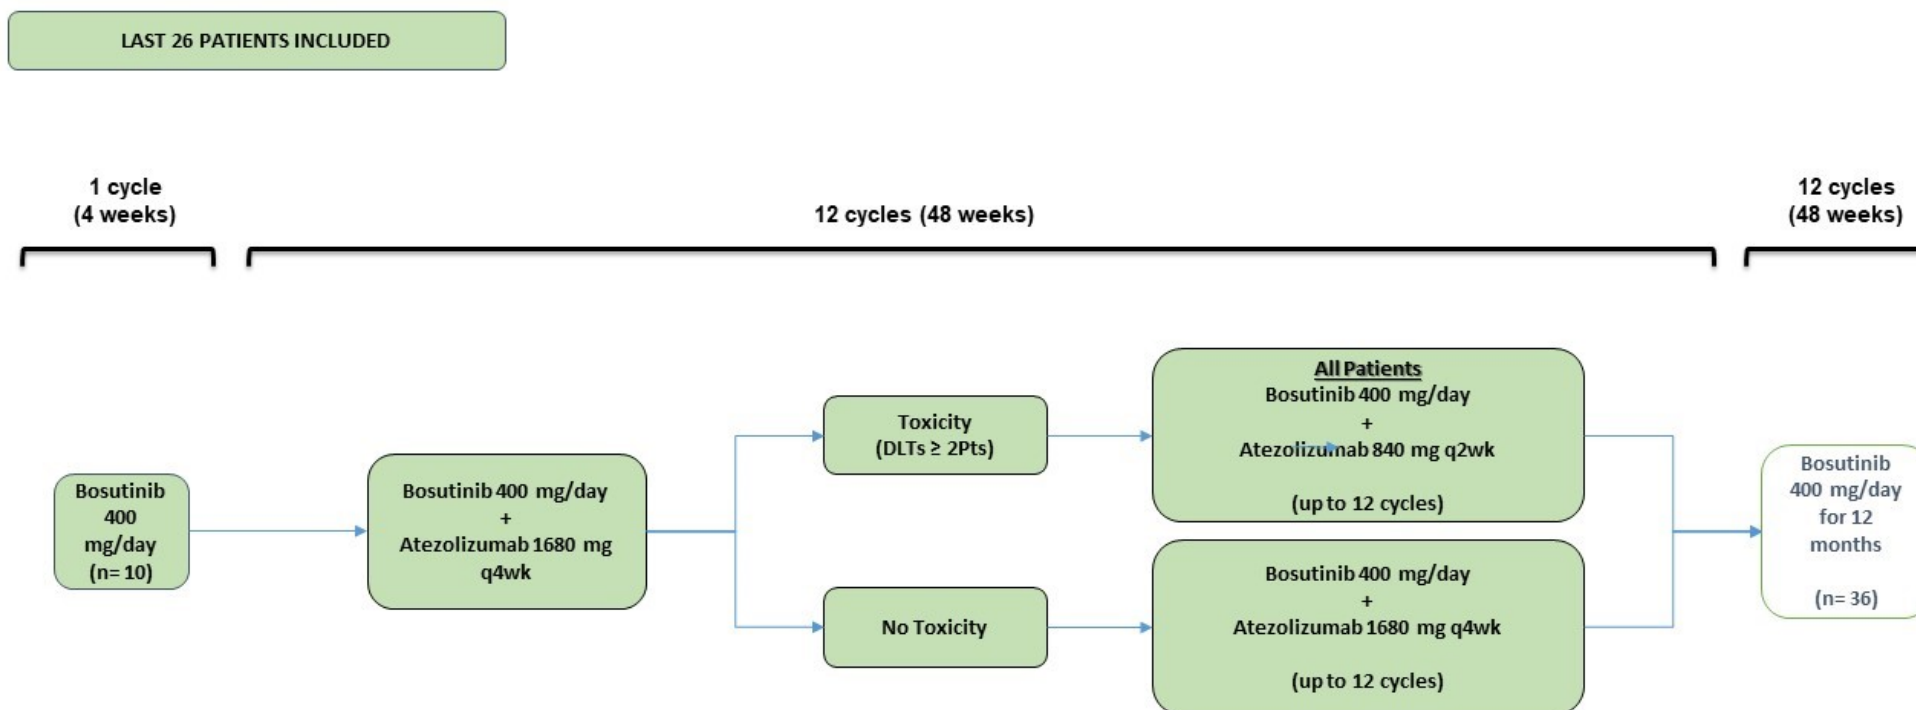 LAST 26 PATIENTS INCLUDED
1 cycle
(4 weeks)
12 cycles (48 weeks)
12 cycles
(48 weeks)
Bosutinib
400
mg/day
(n= 10)
Bosutinib 400 mg/day
+
Atezolizumab 1680 mg
q4wk
Toxicity
(DLTs ≥ 2Pts)
No Toxicity
All Patients
Bosutinib 400 mg/day
+
Atezolizumab 840 mg q2wk
(up to 12 cycles)
Bosutinib 400 mg/day
+
Atezolizumab 1680 mg q4wk
(up to 12 cycles)
Bosutinib
400 mg/day
for 12
months
(n= 36)